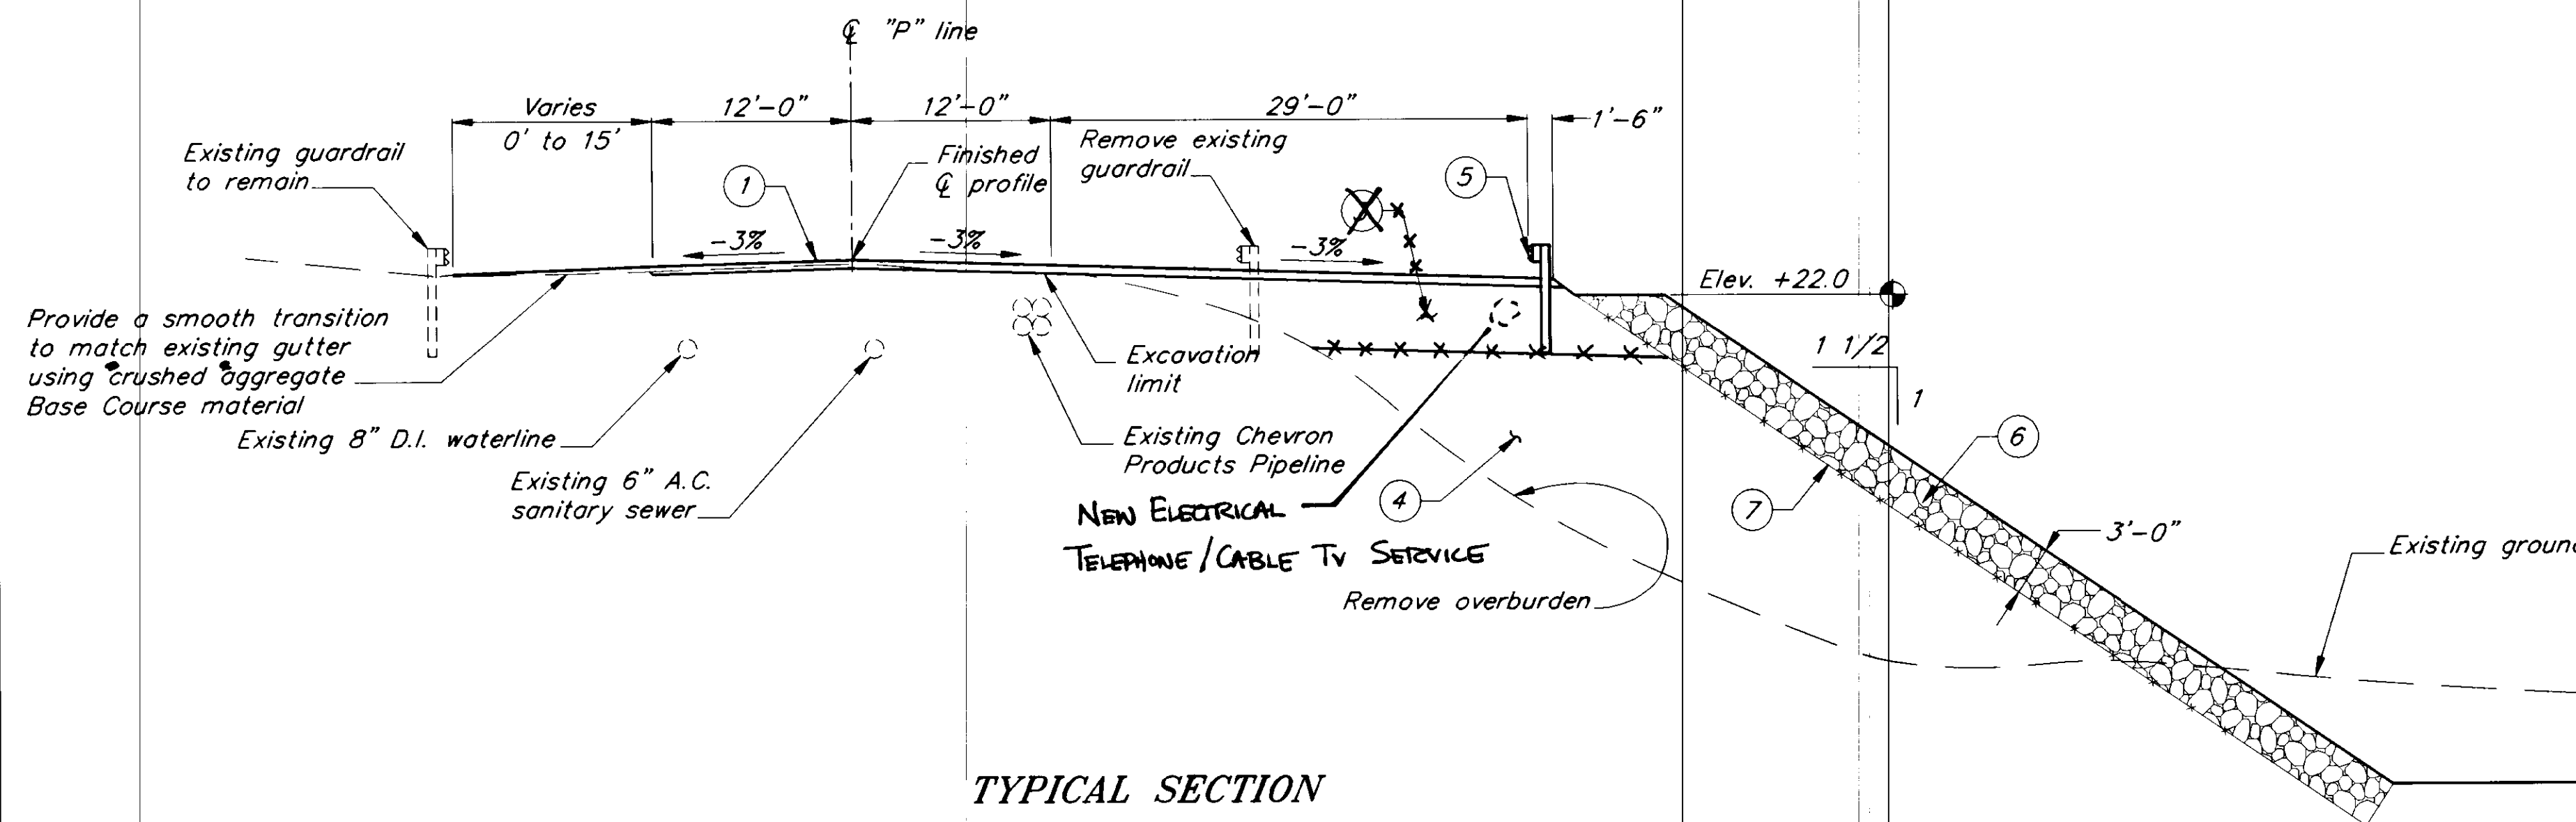 ℄ "P" line
Varies
0' to 15'
12'-0"
12'-0"
29'-0"
1'-6"
Existing guardrail
to remain
1
Finished
℄ profile
Remove existing
guardrail
5
-3%
-3%
-3%
Elev. +22.0
Provide a smooth transition
to match existing gutter
using crushed aggregate
Base Course material
Excavation
limit
1 1/2
1
Existing 8" D.I. waterline
Existing Chevron
Products Pipeline
6
Existing 6" A.C.
sanitary sewer
NEW ELECTRICAL
TELEPHONE/CABLE TV SERVICE
4
7
3'-0"
Existing groun
Remove overburden
TYPICAL SECTION